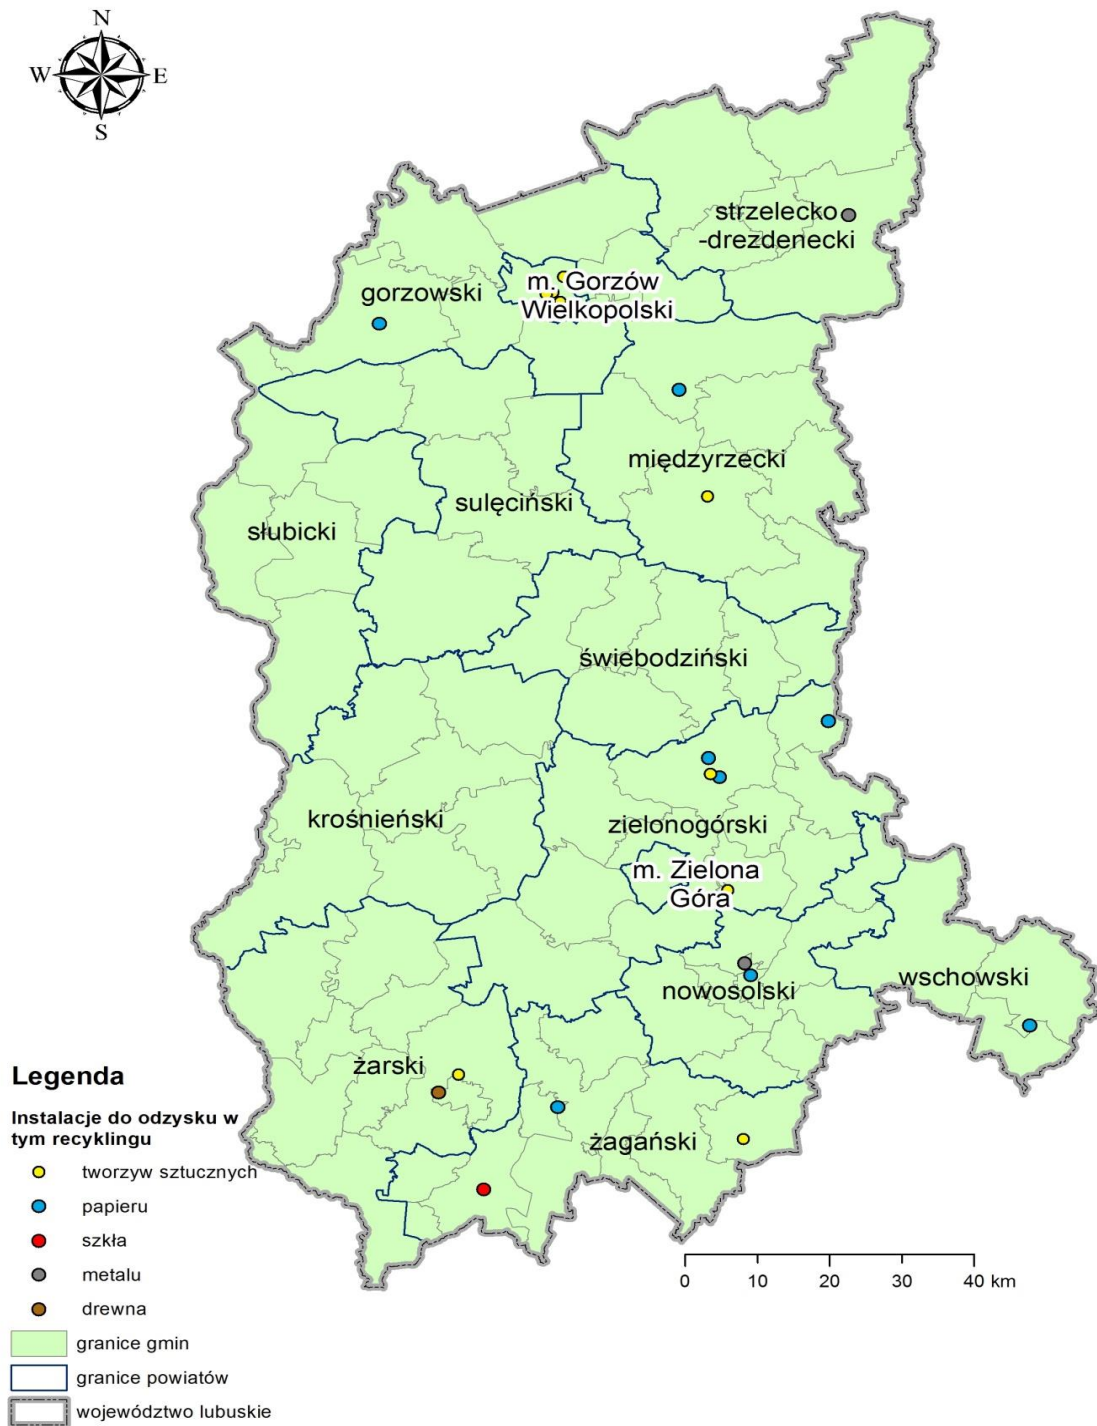 N
W E
S
strzelecko
-drezdenecki
m. Gorzów
Wielkopolski
gorzowski
międzyrzecki
sulęciński
słubicki
świebodziński
krośnieński
zielonogórski
m. Zielona
Góra
wschowski
nowosolski
żarski
żagański
Legenda
Instalacje do odzysku w
tym recyklingu
tworzyw sztucznych
papieru
szkła
metalu
drewna
granice gmin
granice powiatów
województwo lubuskie
0 10 20 30 40 km